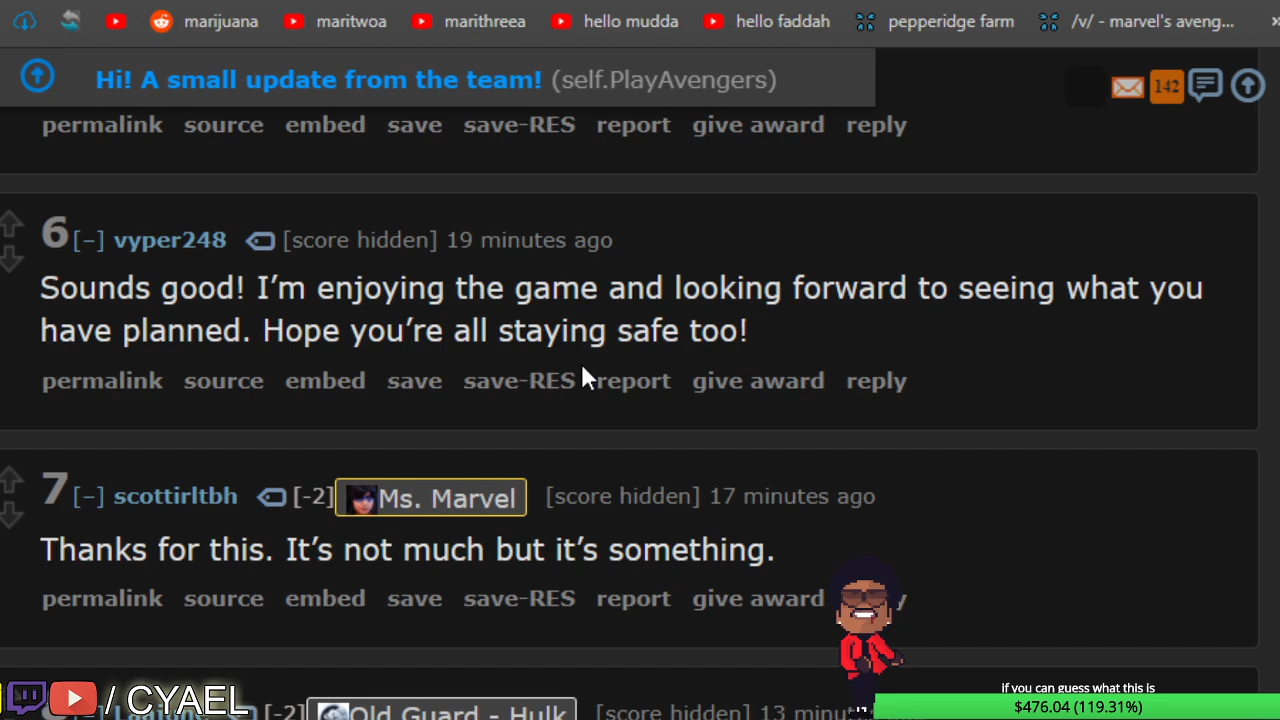 marijuana maritwoa marithreea hello mudda hello faddah pepperidge farm /v/ - marvel's aveng... »
Hi! A small update from the team! (self.PlayAvengers) 142
permalink source embed save save-RES report give award reply
6 [–] vyper248 [score hidden] 19 minutes ago
Sounds good! I'm enjoying the game and looking forward to seeing what you
have planned. Hope you're all staying safe too!
permalink source embed save save-RES report give award reply
7 [–] scottirltbh [-2] Ms. Marvel [score hidden] 17 minutes ago
Thanks for this. It's not much but it's something.
permalink source embed save save-RES report give award
/ CYAEL
[-2] Old Guard - Hulk [score hidden] 13
if you can guess what this is
$476.04 (119.31%)